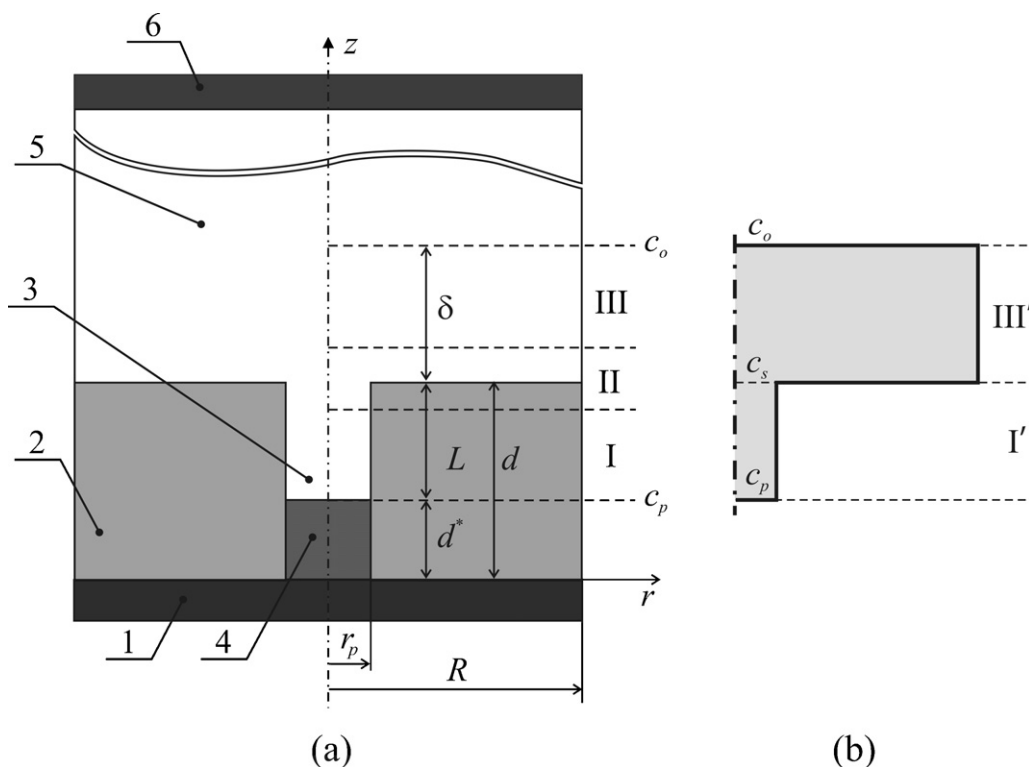 6
z
5
c_o
c_o
3
δ
III
III′
c_s
II
2
L
d
I
I′
c_p
c_p
d*
r
1
4
r_p
R
(a)
(b)